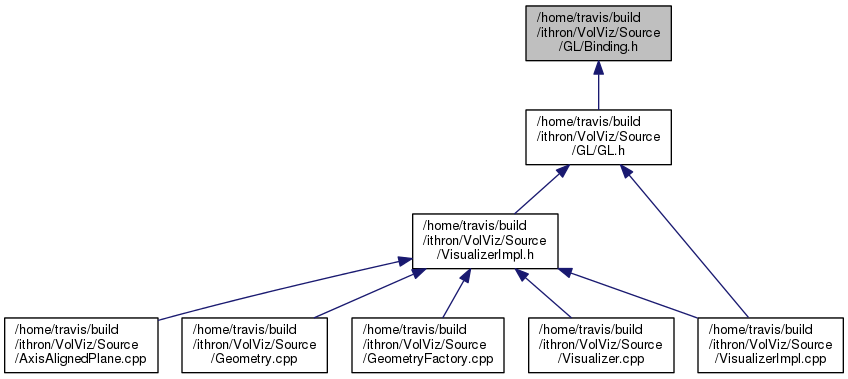 /home/travis/build
/ithron/VolViz/Source
/GL/Binding.h
/home/travis/build
/ithron/VolViz/Source
/GL/GL.h
/home/travis/build
/ithron/VolViz/Source
/VisualizerImpl.h
/home/travis/build
/ithron/VolViz/Source
/AxisAlignedPlane.cpp
/home/travis/build
/ithron/VolViz/Source
/Geometry.cpp
/home/travis/build
/ithron/VolViz/Source
/GeometryFactory.cpp
/home/travis/build
/ithron/VolViz/Source
/Visualizer.cpp
/home/travis/build
/ithron/VolViz/Source
/VisualizerImpl.cpp